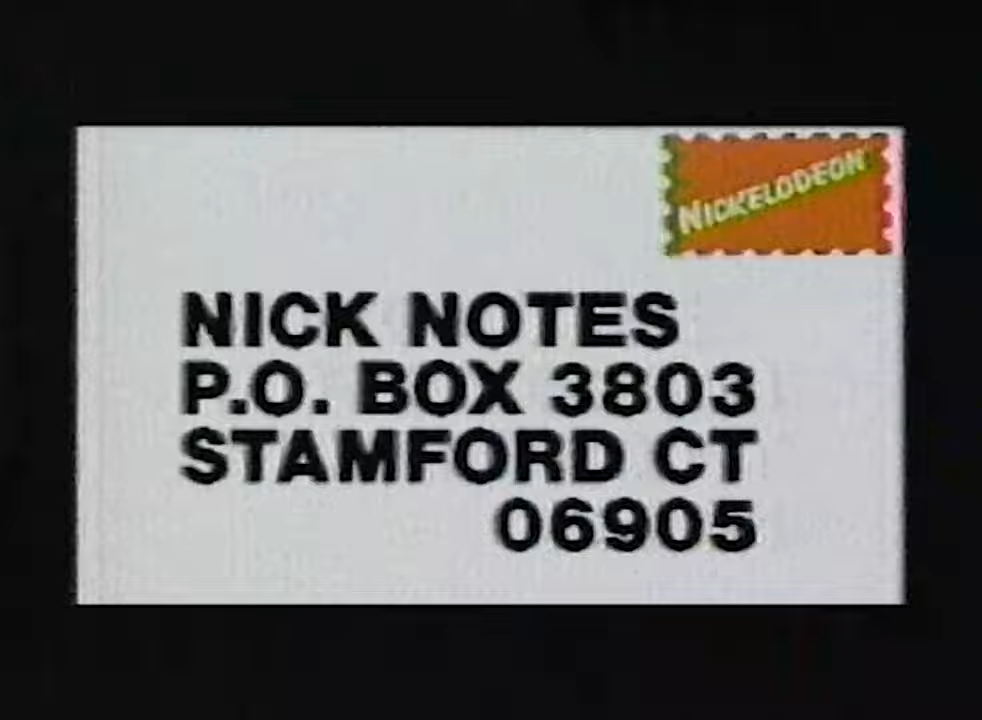 NICKELODEON
NICK NOTES
P.O. BOX 3803
STAMFORD CT
06905